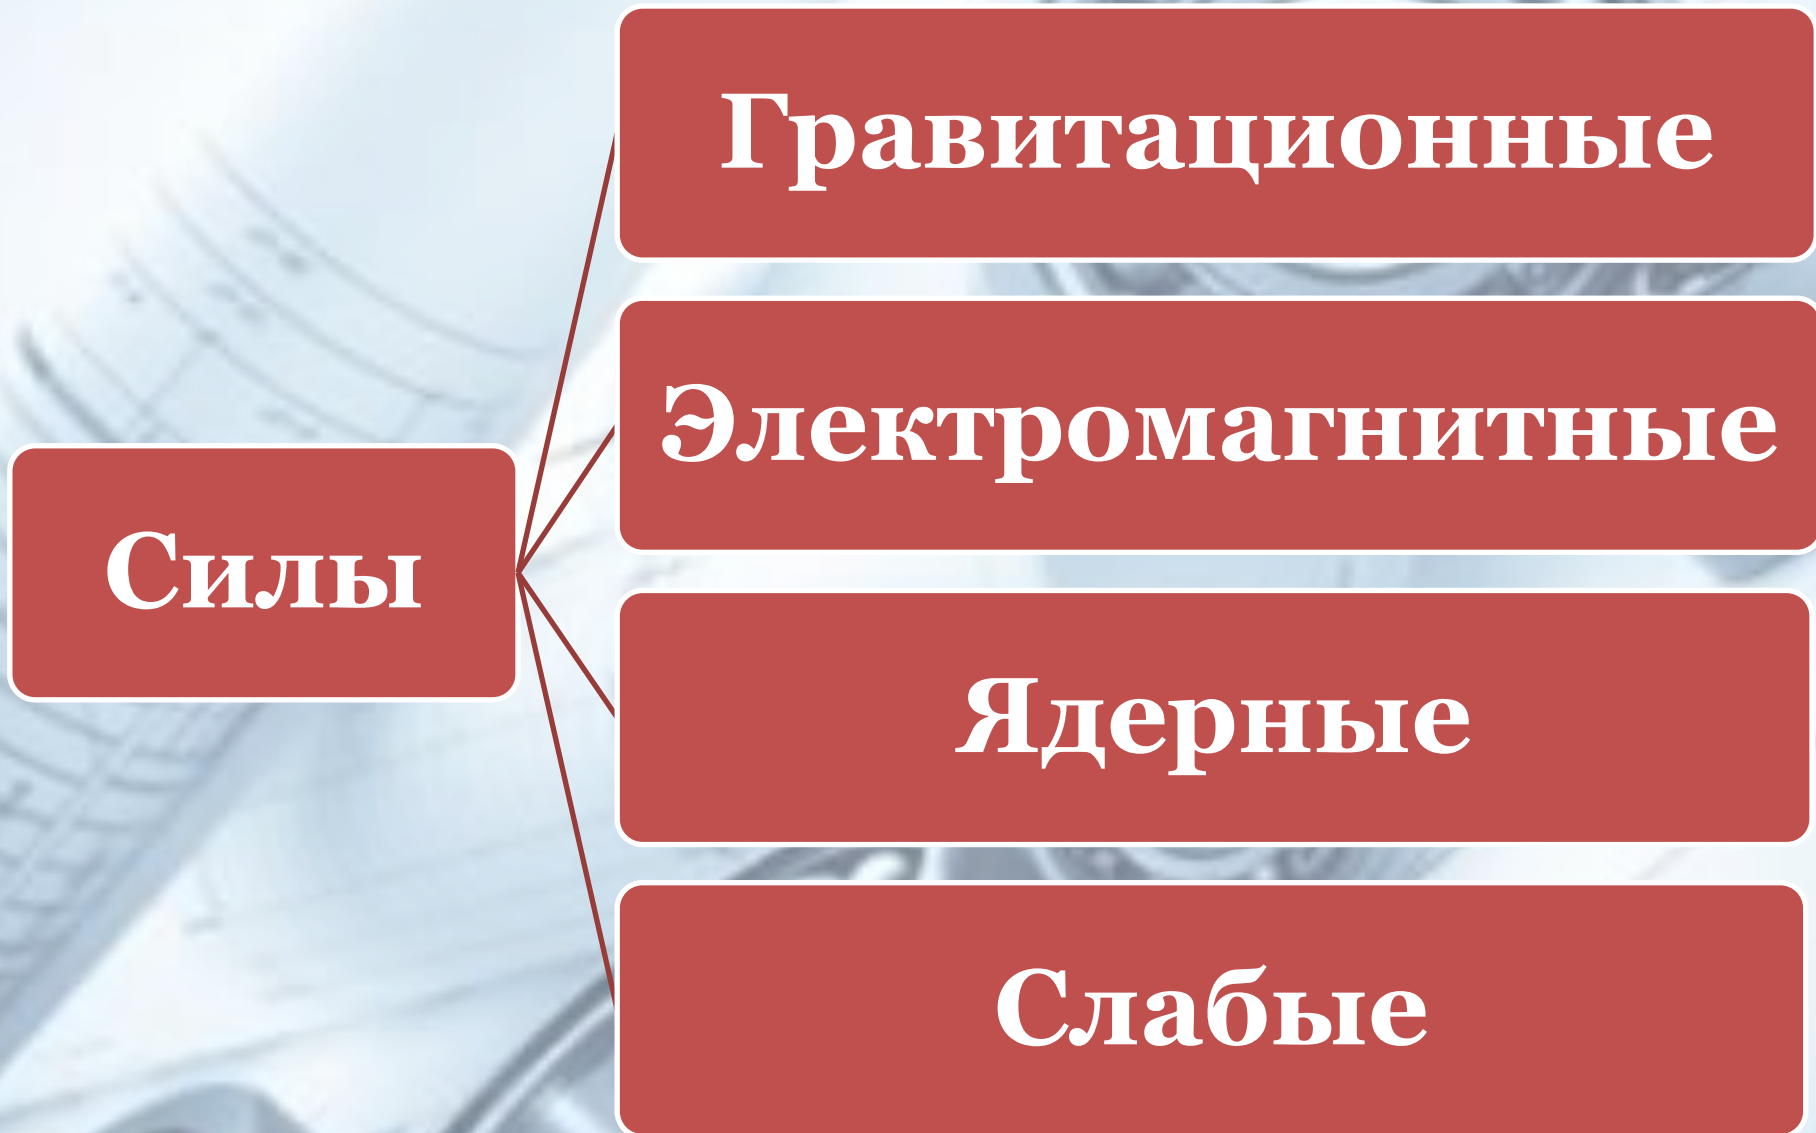 Силы
Гравитационные
Электромагнитные
Ядерные
Слабые